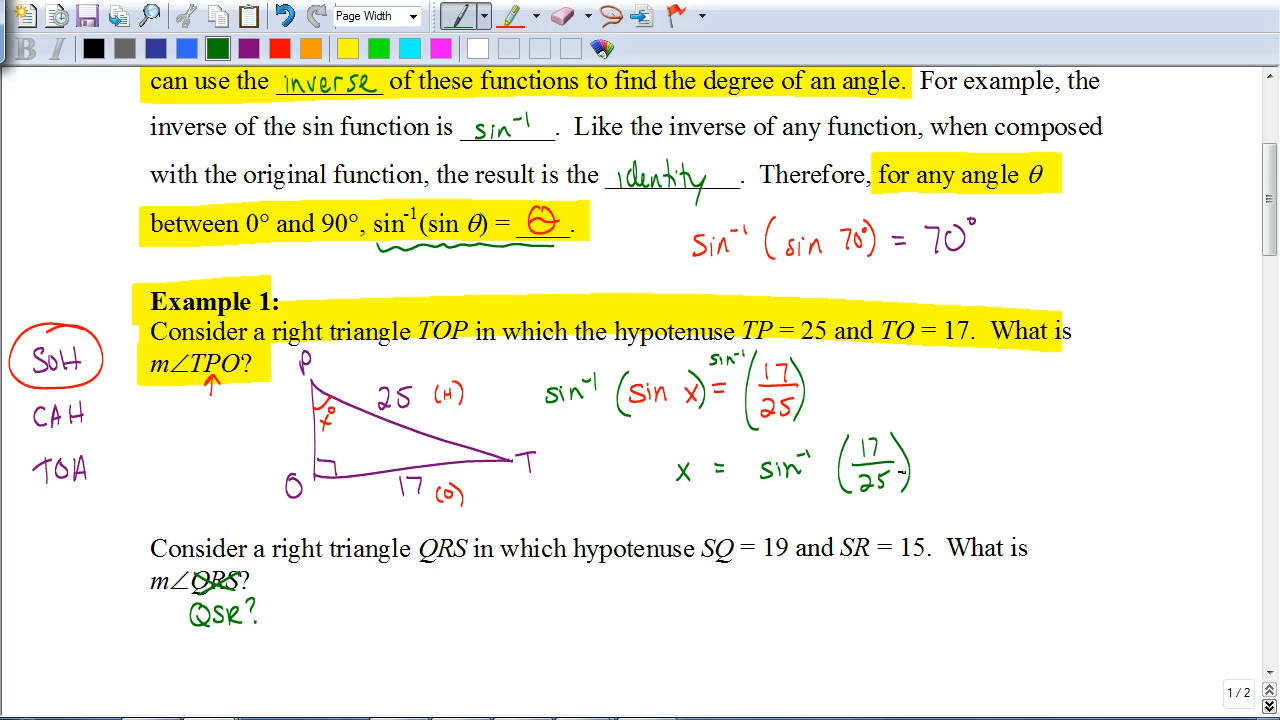 Page Width
B I
can use the inverse of these functions to find the degree of an angle. For example, the
inverse of the sin function is sin⁻¹. Like the inverse of any function, when composed
with the original function, the result is the identity. Therefore, for any angle θ
between 0° and 90°, sin⁻¹(sin θ) = θ.
sin⁻¹ (sin 70°) = 70°
Example 1:
Consider a right triangle TOP in which the hypotenuse TP = 25 and TO = 17. What is
m∠TPO?
SOH
CAH
TOA
P
25 (H)
x°
O
T
17 (O)
sin⁻¹ (sin x) = sin⁻¹ (17/25)
x = sin⁻¹ (17/25)
Consider a right triangle QRS in which hypotenuse SQ = 19 and SR = 15. What is
m∠QRS?
QSR?
1 / 2